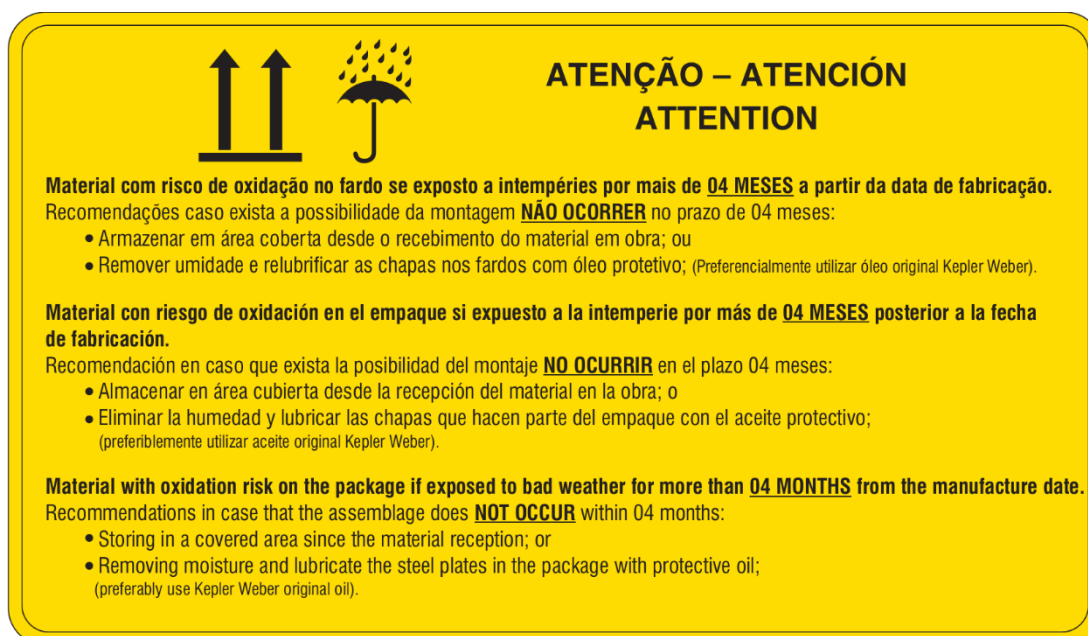 ATENÇÃO – ATENCIÓN
ATTENTION
Material com risco de oxidação no fardo se exposto a intempéries por mais de 04 MESES a partir da data de fabricação.
Recomendações caso exista a possibilidade da montagem NÃO OCORRER no prazo de 04 meses:
• Armazenar em área coberta desde o recebimento do material em obra; ou
• Remover umidade e relubrificar as chapas nos fardos com óleo protetivo; (Preferencialmente utilizar óleo original Kepler Weber).
Material con riesgo de oxidación en el empaque si expuesto a la intemperie por más de 04 MESES posterior a la fecha
de fabricación.
Recomendación en caso que exista la posibilidad del montaje NO OCURRIR en el plazo 04 meses:
• Almacenar en área cubierta desde la recepción del material en la obra; o
• Eliminar la humedad y lubricar las chapas que hacen parte del empaque con el aceite protectivo;
(preferiblemente utilizar aceite original Kepler Weber).
Material with oxidation risk on the package if exposed to bad weather for more than 04 MONTHS from the manufacture date.
Recommendations in case that the assemblage does NOT OCCUR within 04 months:
• Storing in a covered area since the material reception; or
• Removing moisture and lubricate the steel plates in the package with protective oil;
(preferably use Kepler Weber original oil).